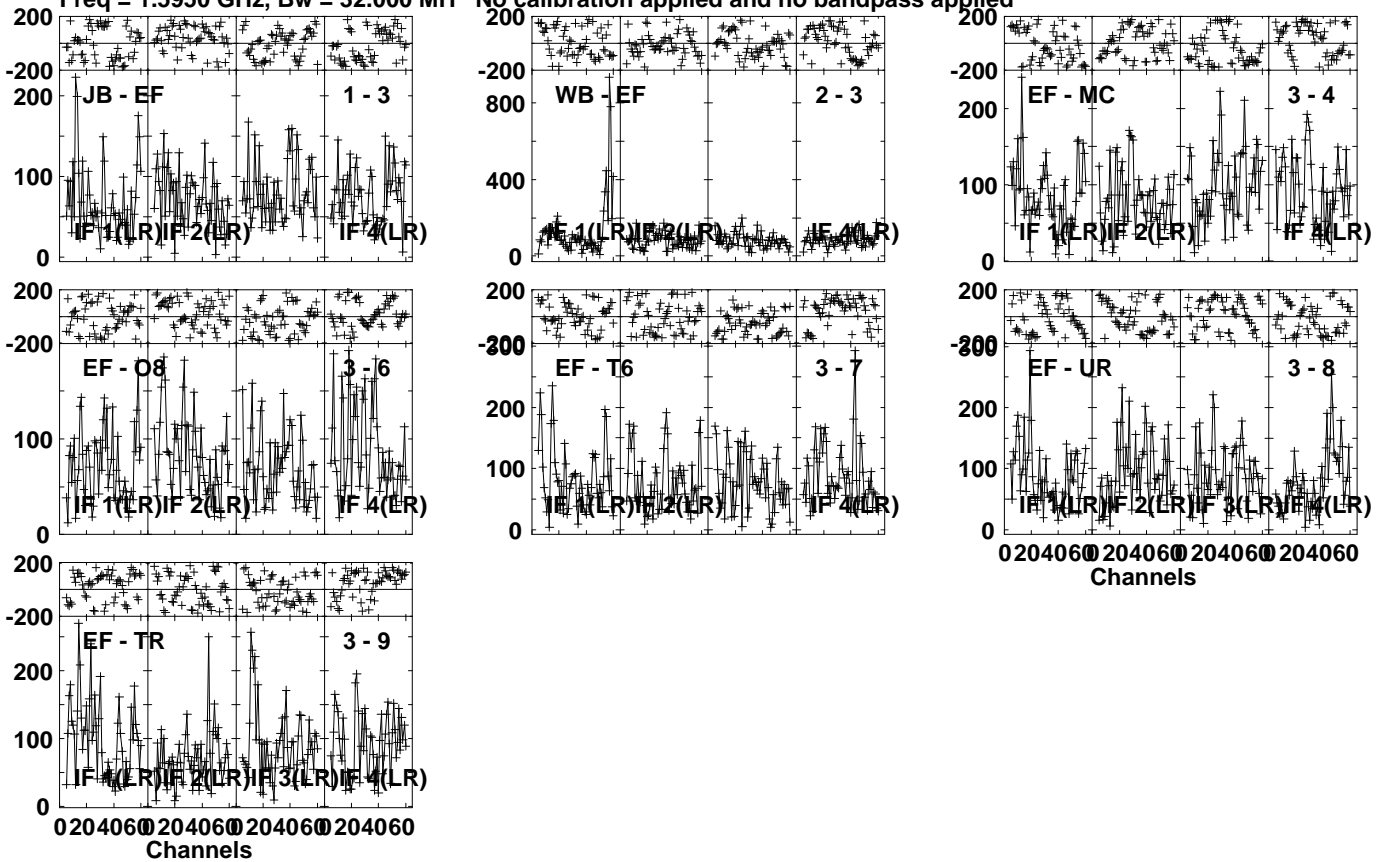 Freq = 1.5950 GHz, Bw = 32.000 MH No calibration applied and no bandpass applied
200
-200
JB - EF 1 - 3
200
100
0
IF 1(LR) IF 2(LR) IF 4(LR)
200
-200
WB - EF 2 - 3
800
400
0
IF 1(LR) IF 2(LR) IF 4(LR)
200
-200
EF - MC 3 - 4
200
100
0
IF 1(LR) IF 2(LR) IF 4(LR)
200
-200
EF - O8 3 - 6
100
0
IF 1(LR) IF 2(LR) IF 4(LR)
200
-200
300
EF - T6 3 - 7
200
100
0
IF 1(LR) IF 2(LR) IF 4(LR)
200
-200
300
EF - UR 3 - 8
200
100
0
IF 1(LR) IF 2(LR) IF 3(LR) IF 4(LR)
0 20 40 60 0 20 40 60 0 20 40 60 0 20 40 60
Channels
200
-200
EF - TR 3 - 9
200
100
0
IF 1(LR) IF 2(LR) IF 3(LR) IF 4(LR)
0 20 40 60 0 20 40 60 0 20 40 60 0 20 40 60
Channels